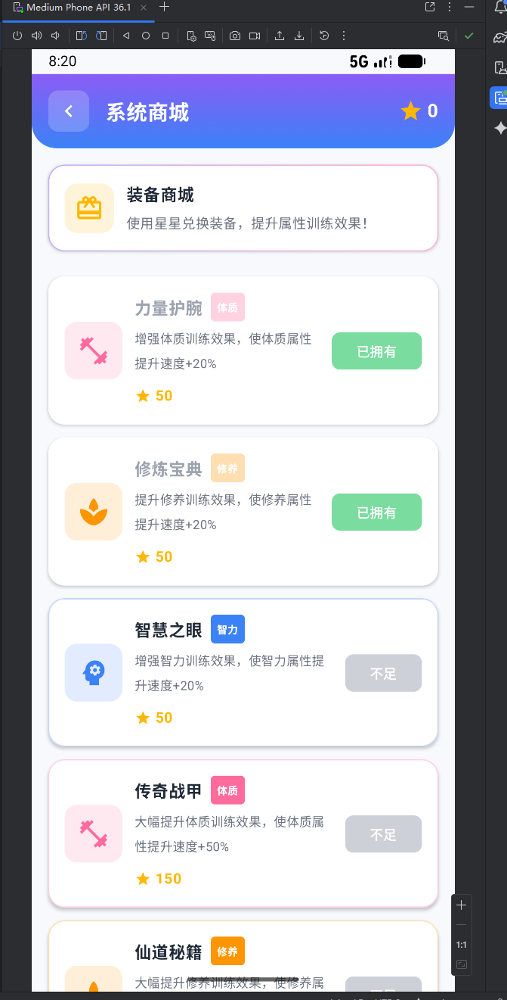 Medium Phone API 36.1
8:20
5G
系统商城
0
装备商城
使用星星兑换装备，提升属性训练效果！
力量护腕 体质
增强体质训练效果，使体质属性
提升速度+20%
已拥有
50
修炼宝典 修养
提升修养训练效果，使修养属性
提升速度+20%
已拥有
50
智慧之眼 智力
增强智力训练效果，使智力属性提
升速度+20%
不足
50
传奇战甲 体质
大幅提升体质训练效果，使体质属
性提升速度+50%
不足
150
1:1
仙道秘籍 修养
大幅提升修养训练效果，使修养属